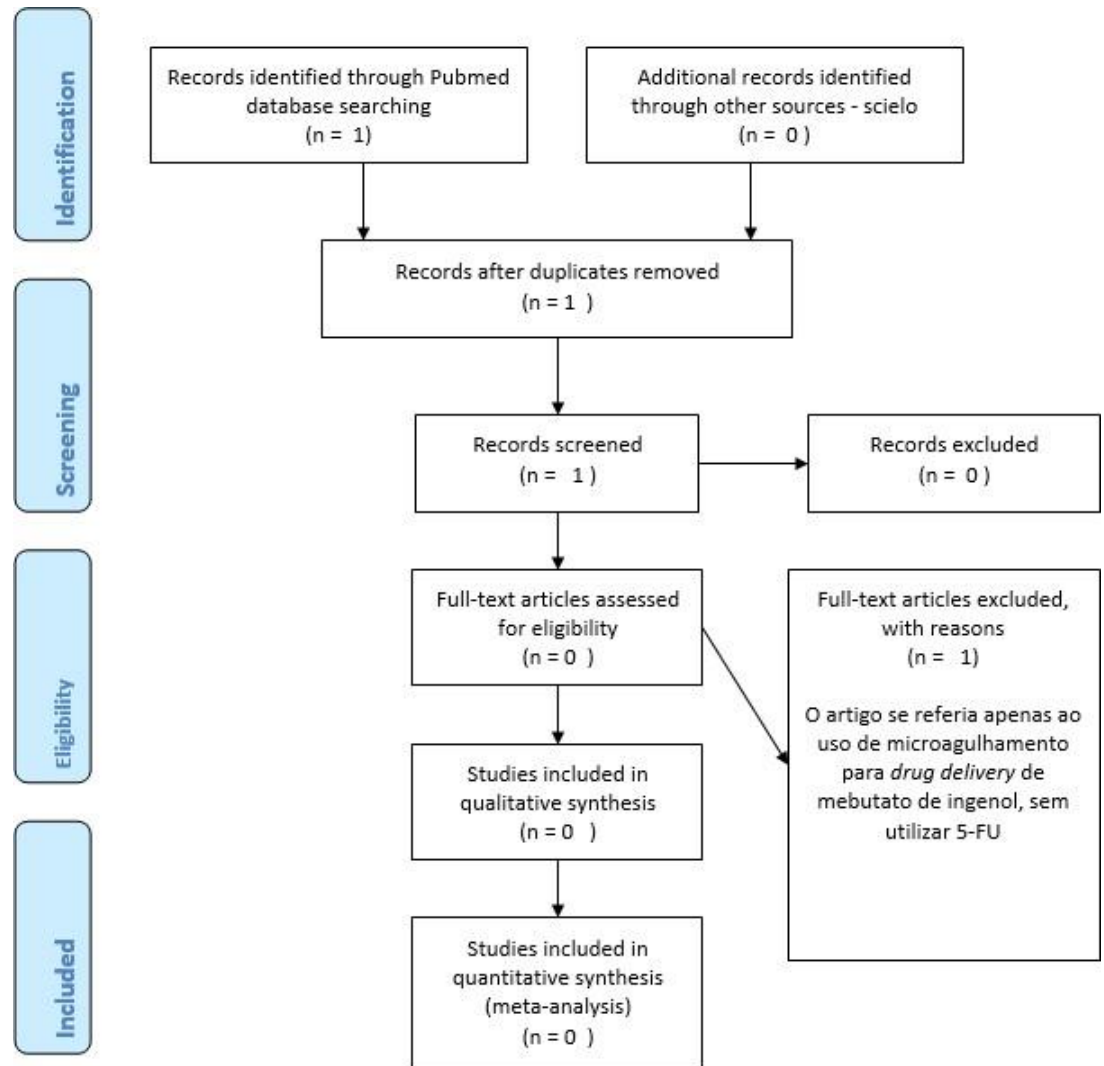 Identification
Records identified through Pubmed
database searching
(n = 1)
Additional records identified
through other sources - scielo
(n = 0 )
Records after duplicates removed
(n = 1 )
Screening
Records screened
(n = 1 )
Records excluded
(n = 0 )
Eligibility
Full-text articles assessed
for eligibility
(n = 0 )
Full-text articles excluded,
with reasons
(n = 1)
O artigo se referia apenas ao
uso de microagulhamento
para drug delivery de
mebutato de ingenol, sem
utilizar 5-FU
Studies included in
qualitative synthesis
(n = 0 )
Included
Studies included in
quantitative synthesis
(meta-analysis)
(n = 0 )